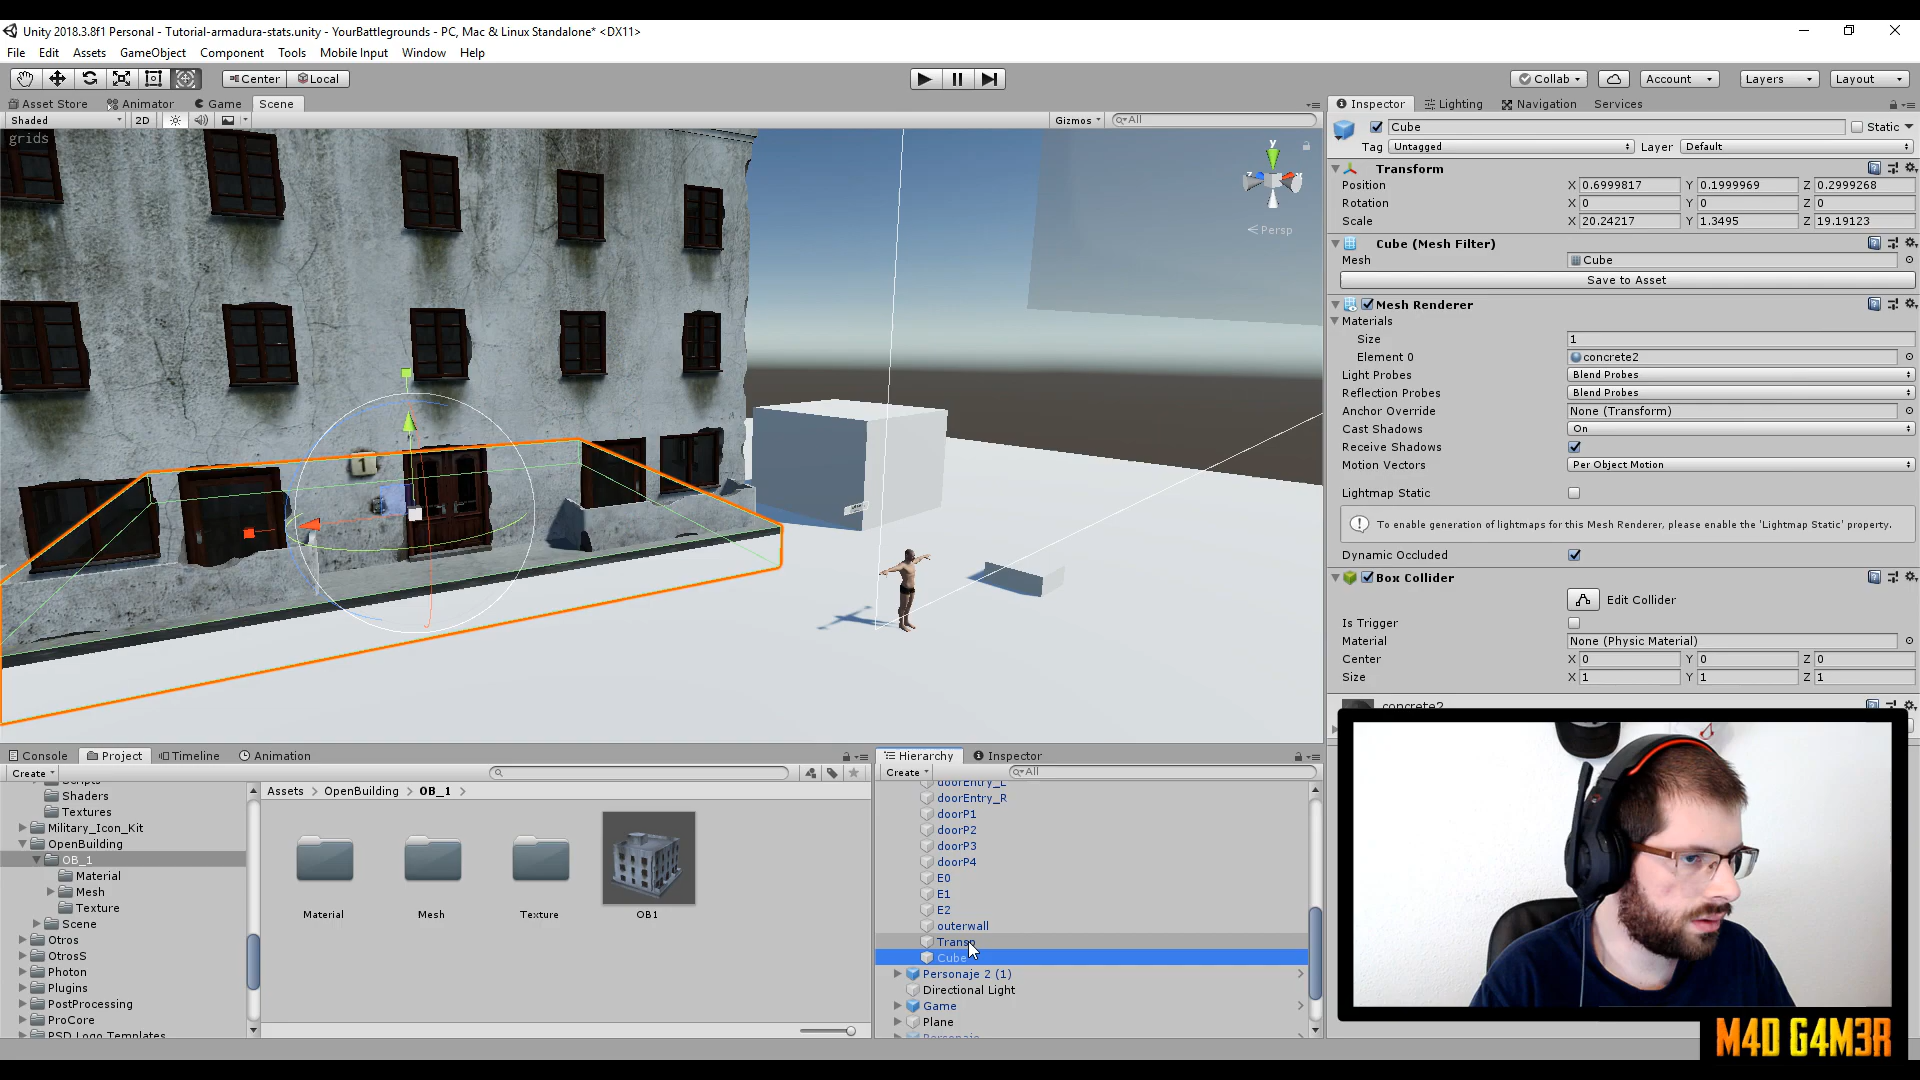 Unity 2018.3.8f1 Personal - Tutorial-armadura-stats.unity - YourBattlegrounds - PC, Mac & Linux Standalone* <DX11>
File Edit Assets GameObject Component Tools Mobile Input Window Help
Center Local Collab Account Layers Layout
Asset Store Animator Game Scene
Inspector Lighting Navigation Services
Shaded 2D Gizmos All
grids
y
Persp
1
Cube Static
Tag Untagged Layer Default
Transform
Position X 0.6999817 Y 0.1999969 Z 0.2999268
Rotation X 0 Y 0 Z 0
Scale X 20.24217 Y 1.3495 Z 19.19123
Cube (Mesh Filter)
Mesh Cube
Save to Asset
Mesh Renderer
Materials
Size 1
Element 0 concrete2
Light Probes Blend Probes
Reflection Probes Blend Probes
Anchor Override None (Transform)
Cast Shadows On
Receive Shadows
Motion Vectors Per Object Motion
Lightmap Static
To enable generation of lightmaps for this Mesh Renderer, please enable the 'Lightmap Static' property.
Dynamic Occluded
Box Collider
Edit Collider
Is Trigger
Material None (Physic Material)
Center X 0 Y 0 Z 0
Size X 1 Y 1 Z 1
concrete2
Console Project Timeline Animation
Create
Scripts
Shaders
Textures
Military_Icon_Kit
OpenBuilding
OB_1
Material
Mesh
Texture
Scene
Otros
OtrosS
Photon
Plugins
PostProcessing
ProCore
PSD Logo Templates
Assets > OpenBuilding > OB_1 >
Material Mesh Texture OB1
Hierarchy Inspector
Create All
doorEntry_L
doorEntry_R
doorP1
doorP2
doorP3
doorP4
E0
E1
E2
outerwall
Transp
Cube
Personaje 2 (1)
Directional Light
Game
Plane
Personaje
M4D G4M3R